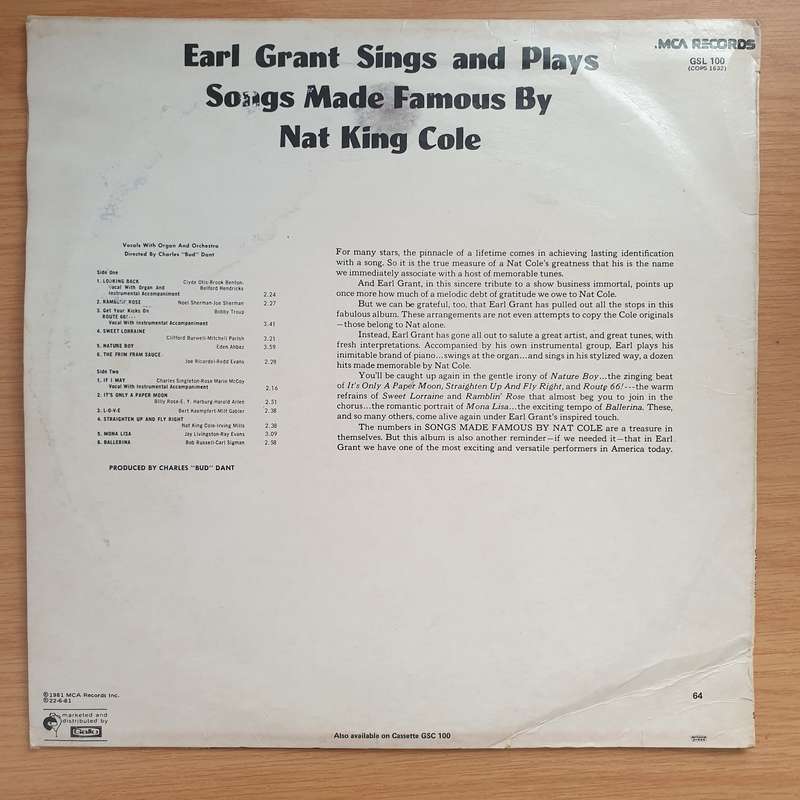 Earl Grant Sings and Plays
Songs Made Famous By
Nat King Cole
.MCA RECORDS
GSL 100
(COPS 1632)
Vocals With Organ And Orchestra
Directed By Charles "Bud" Dant
Side One
1. LOOKING BACK Clyde Otis-Brook Benton-
Vocal With Organ And Belford Hendricks
Instrumental Accompaniment 2.24
2. RAMBLIN' ROSE Noel Sherman-Joe Sherman 2.27
3. Get Your Kicks On Bobby Troup
ROUTE 66!---
Vocal With Instrumental Accompaniment 3.41
4. SWEET LORRAINE
Clifford Burwell-Mitchell Parish 3.21
5. NATURE BOY Eden Ahbez 3.59
6. THE FRIM FRAM SAUCE
Joe Ricardel-Redd Evans 2.28
Side Two
1. IF I MAY Charles Singleton-Rose Marie McCoy
Vocal With Instrumental Accompaniment 2.16
2. IT'S ONLY A PAPER MOON
Billy Rose-E. Y. Harburg-Harold Arlen 2.51
3. L-O-V-E Bert Kaempfert-Milt Gabler 2.38
4. STRAIGHTEN UP AND FLY RIGHT
Nat King Cole-Irving Mills 2.38
5. MONA LISA Jay Livingston-Ray Evans 3.09
6. BALLERINA Bob Russell-Carl Sigman 2.58
PRODUCED BY CHARLES "BUD" DANT
For many stars, the pinnacle of a lifetime comes in achieving lasting identification
with a song. So it is the true measure of a Nat Cole's greatness that his is the name
we immediately associate with a host of memorable tunes.
And Earl Grant, in this sincere tribute to a show business immortal, points up
once more how much of a melodic debt of gratitude we owe to Nat Cole.
But we can be grateful, too, that Earl Grant has pulled out all the stops in this
fabulous album. These arrangements are not even attempts to copy the Cole originals
—those belong to Nat alone.
Instead, Earl Grant has gone all out to salute a great artist, and great tunes, with
fresh interpretations. Accompanied by his own instrumental group, Earl plays his
inimitable brand of piano...swings at the organ...and sings in his stylized way, a dozen
hits made memorable by Nat Cole.
You'll be caught up again in the gentle irony of Nature Boy...the zinging beat
of It's Only A Paper Moon, Straighten Up And Fly Right, and Route 66!---the warm
refrains of Sweet Lorraine and Ramblin' Rose that almost beg you to join in the
chorus...the romantic portrait of Mona Lisa...the exciting tempo of Ballerina. These,
and so many others, come alive again under Earl Grant's inspired touch.
The numbers in SONGS MADE FAMOUS BY NAT COLE are a treasure in
themselves. But this album is also another reminder—if we needed it—that in Earl
Grant we have one of the most exciting and versatile performers in America today.
©1981 MCA Records Inc.
℗22-6-81
marketed and
distributed by
Gallo
Also available on Cassette GSC 100
64